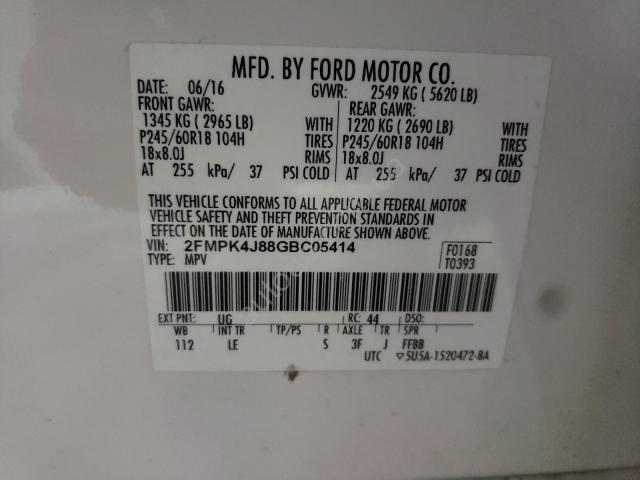 MFD. BY FORD MOTOR CO.
DATE: 06/16 GVWR: 2549 KG ( 5620 LB)
FRONT GAWR: REAR GAWR:
1345 KG ( 2965 LB) WITH 1220 KG ( 2690 LB) WITH
P245/60R18 104H TIRES P245/60R18 104H TIRES
18x8.0J RIMS 18x8.0J RIMS
AT 255 kPa/ 37 PSI COLD AT 255 kPa/ 37 PSI COLD
THIS VEHICLE CONFORMS TO ALL APPLICABLE FEDERAL MOTOR
VEHICLE SAFETY AND THEFT PREVENTION STANDARDS IN
EFFECT ON THE DATE OF MANUFACTURE SHOWN ABOVE.
VIN: 2FMPK4J88GBC05414 F0168
TYPE: MPV T0393
EXT PNT: UG RC: 44 DSO:
WB INT TR TP/PS R AXLE TR SPR
112 LE S 3F J FFBB
UTC ▽5U5A-1520472-BA